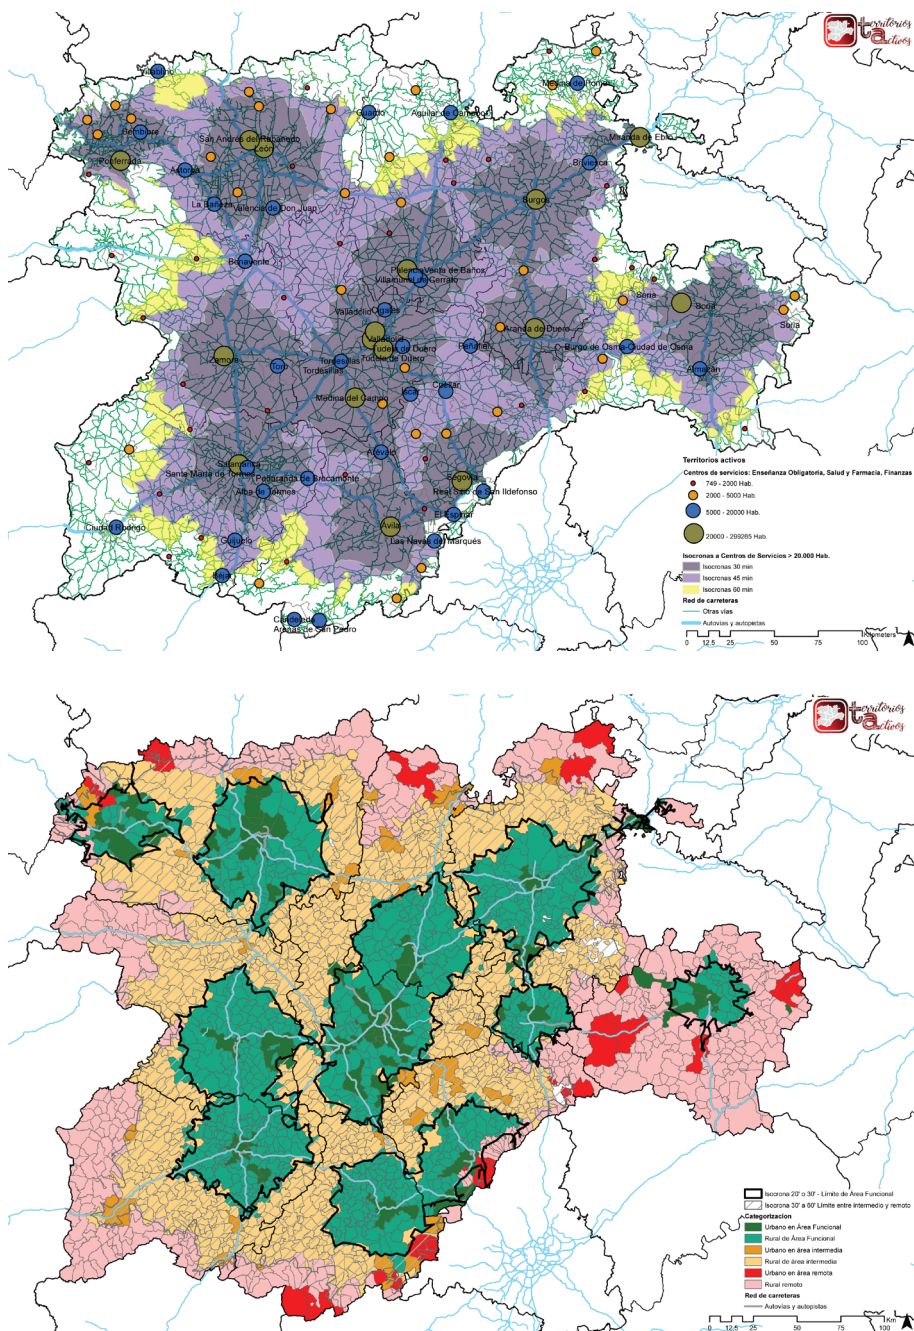 territorios
activos
Villablino
Medina de Pomar
Guardo
Aguilar de Campoo
Bembibre
San Andrés del Rabanedo
León
Miranda de Ebro
Ponferrada
Astorga
Briviesca
La Bañeza
Valencia de Don Juan
Burgos
Benavente
Palencia
Venta de Baños
Villamuriel de Cerrato
Soria
Soria
Valladolid
Cigales
Soria
Valladolid
Aranda de Duero
Zamora
Tudela de Duero
Peñafiel
Burgo de Osma-Ciudad de Osma
Toro
Tordesillas
Tudela de Duero
Tordesillas
Almazán
Medina del Campo
Iscar
Cuéllar
Arévalo
Salamanca
Santa Marta de Tormes
Peñaranda de Bracamonte
Segovia
Alba de Tormes
Real Sitio de San Ildefonso
El Espinar
Ciudad Rodrigo
Ávila
Guijuelo
Las Navas del Marqués
Béjar
Candeleda
Arenas de San Pedro
Territorios activos
Centros de servicios: Enseñanza Obligatoria, Salud y Farmacia, Finanzas
749 - 2000 Hab.
2000 - 5000 Hab.
5000 - 20000 Hab.
20000 - 299265 Hab.
Isocronas a Centros de Servicios > 20.000 Hab.
Isocronas 30 min
Isocronas 45 min
Isocronas 60 min
Red de carreteras
Otras vías
Autovías y autopistas
0 12,5 25 50 75 100
Kilometers
territorios
activos
Isocrona 20' o 30' - Límite de Área Funcional
Isocrona 30' a 60' Límite entre intermedio y remoto
Categorizacion
Urbano en Área Funcional
Rural de Área Funcional
Urbano en área intermedia
Rural de área intermedia
Urbano en área remota
Rural remoto
Red de carreteras
Autovías y autopistas
Km
0 12,5 25 50 75 100